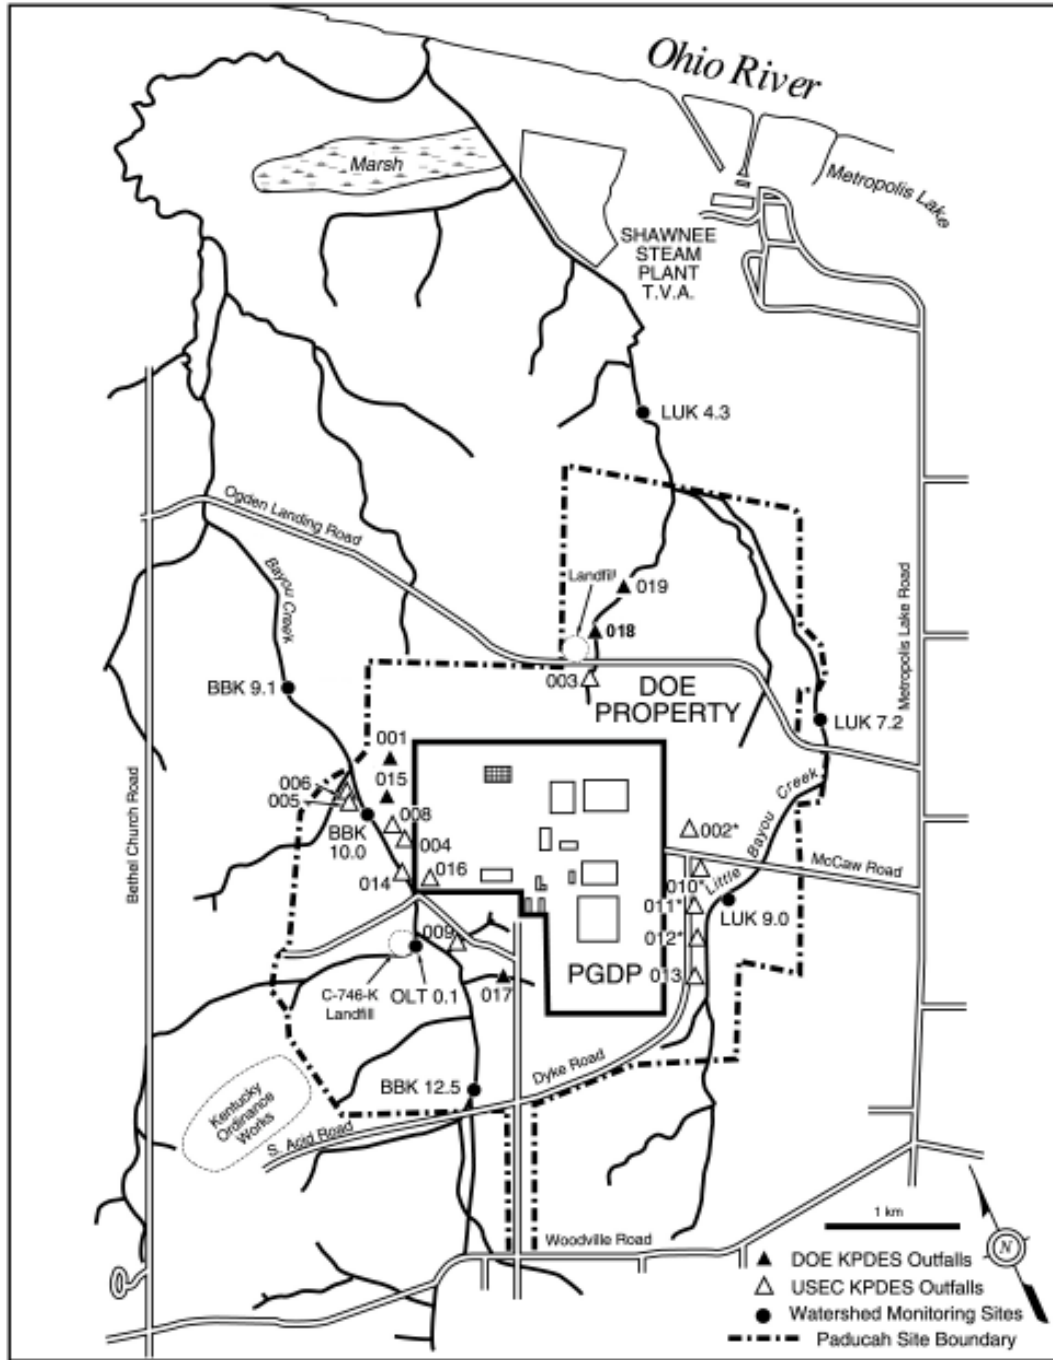 Ohio River
Marsh
Metropolis Lake
SHAWNEE
STEAM
PLANT
T.V.A.
LUK 4.3
Ogden Landing Road
Bayou Creek
Landfill
019
018
Metropolis Lake Road
003
DOE
PROPERTY
BBK 9.1
LUK 7.2
001
015
006
005
008
BBK
10.0
004
002*
Bethel Church Road
014
016
McCaw Road
010*
Little Bayou Creek
011*
LUK 9.0
009
012*
PGDP
013
C-746-K
Landfill
OLT 0.1
017
BBK 12.5
Dyke Road
Kentucky
Ordinance
Works
S. Acid Road
1 km
Woodville Road
N
DOE KPDES Outfalls
USEC KPDES Outfalls
Watershed Monitoring Sites
Paducah Site Boundary